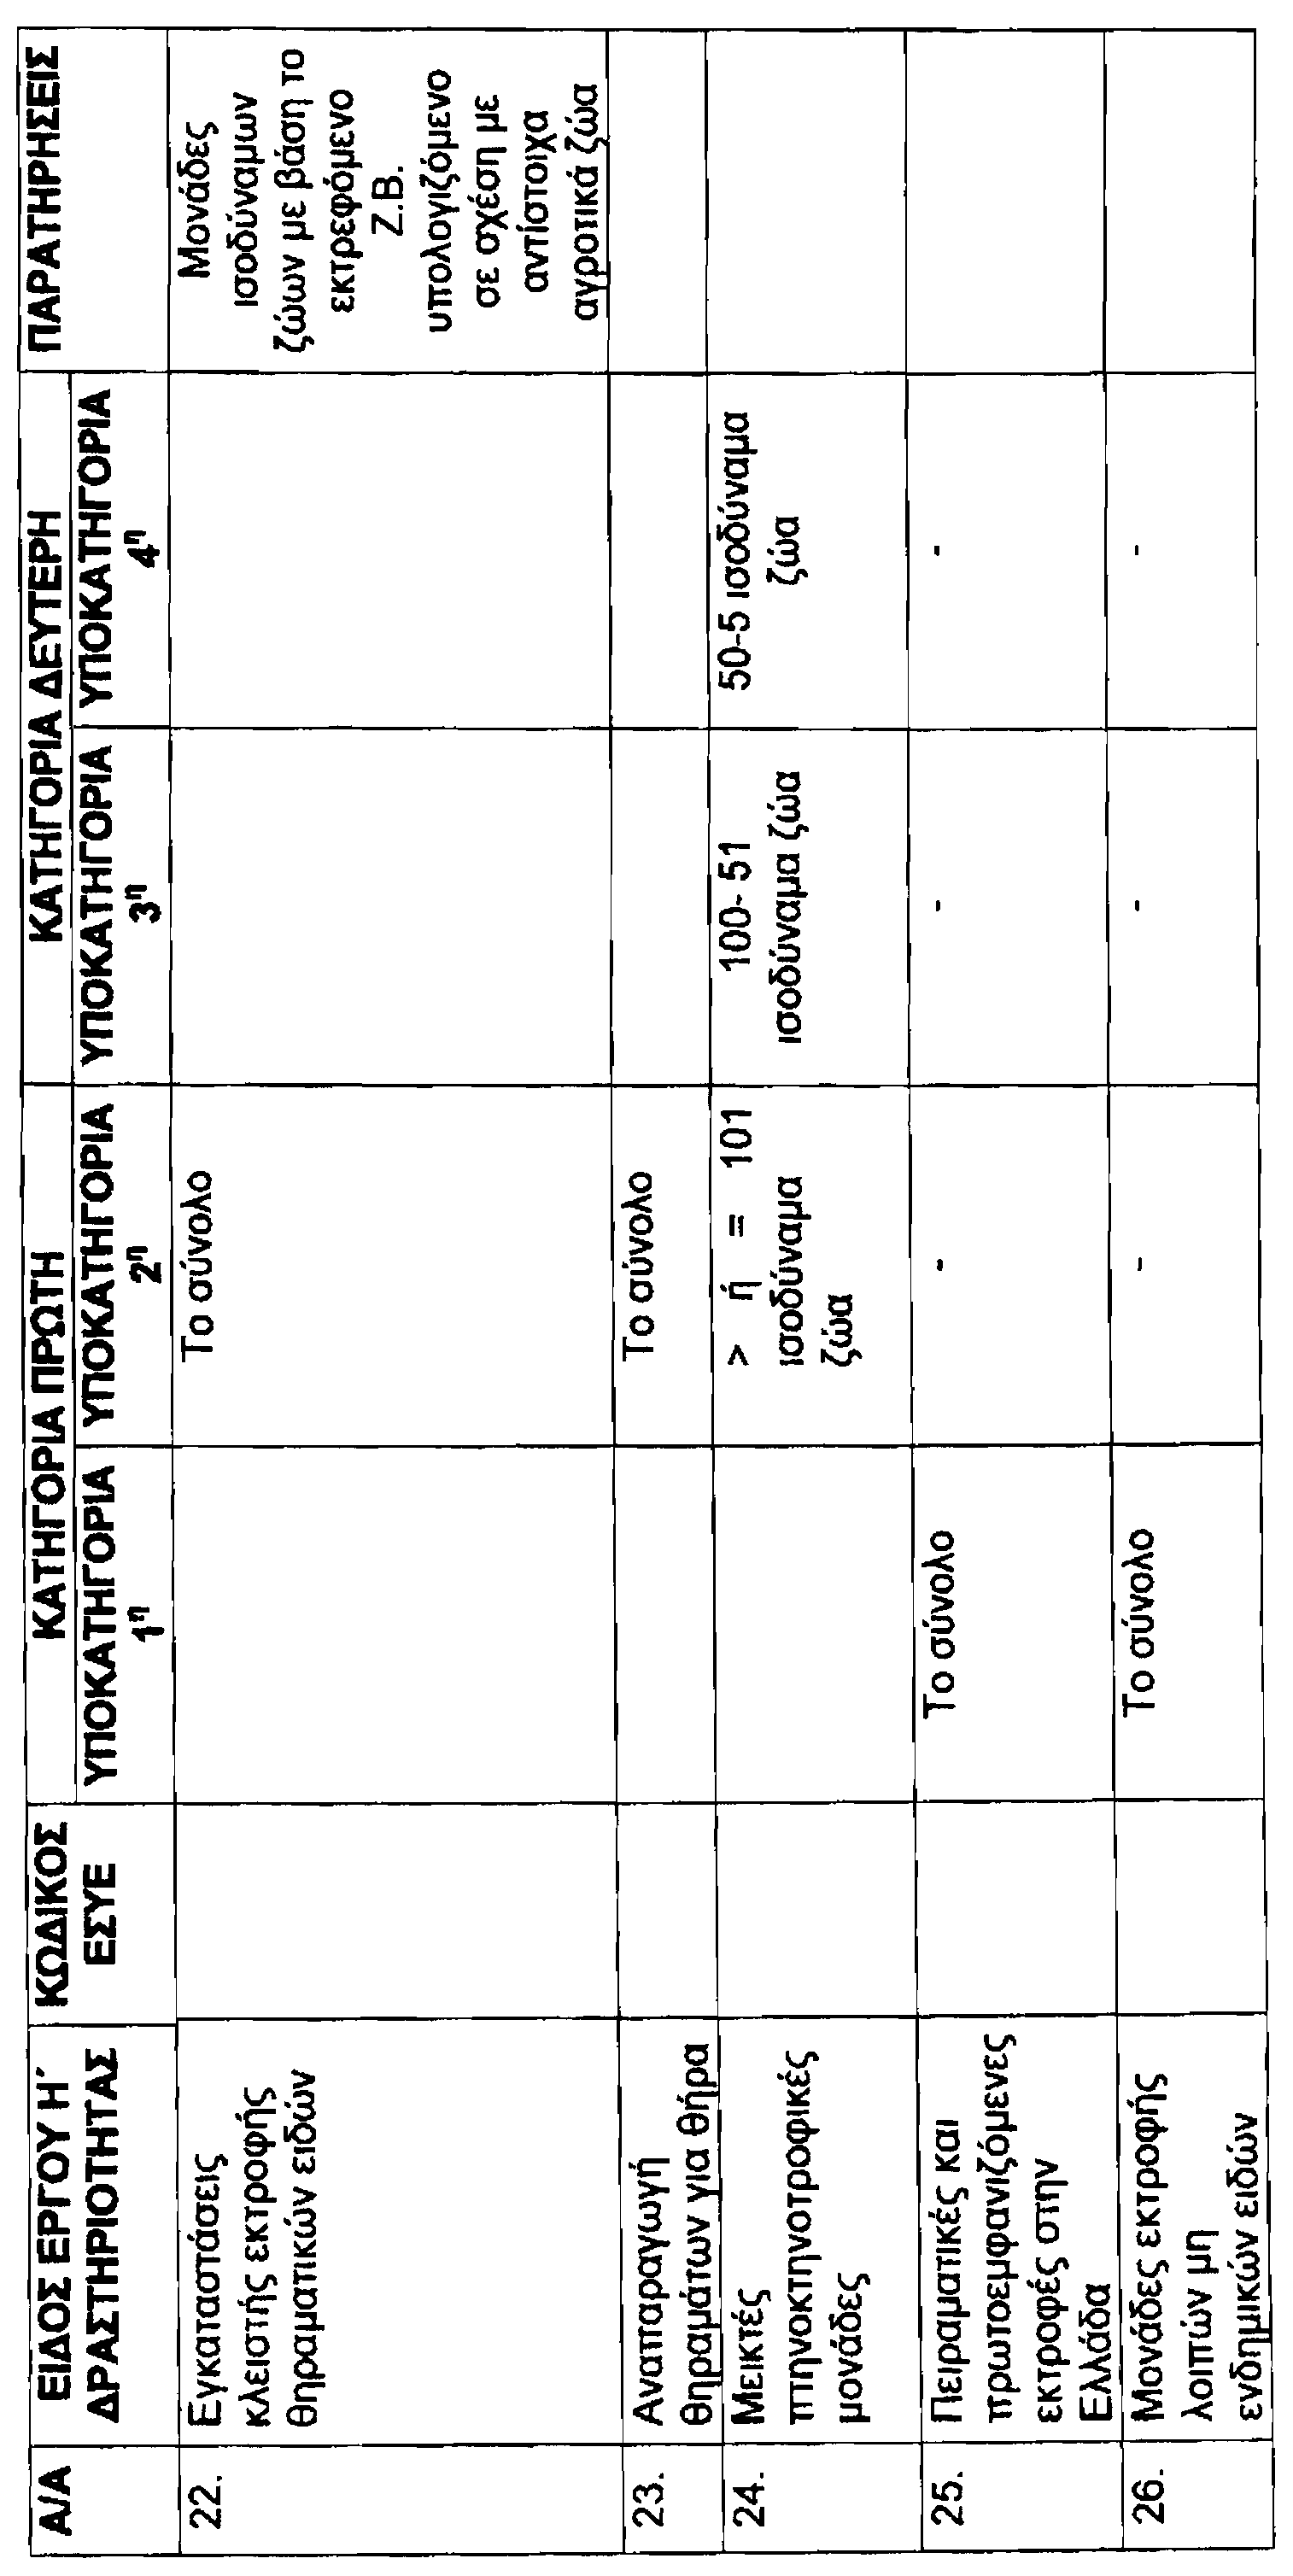 Α/Α ΕΙΔΟΣ ΕΡΓΟΥ Η΄ ΔΡΑΣΤΗΡΙΟΤΗΤΑΣ ΚΩΔΙΚΟΣ ΕΣΥΕ ΚΑΤΗΓΟΡΙΑ ΠΡΩΤΗ ΚΑΤΗΓΟΡΙΑ ΔΕΥΤΕΡΗ ΠΑΡΑΤΗΡΗΣΕΙΣ
ΥΠΟΚΑΤΗΓΟΡΙΑ 1η ΥΠΟΚΑΤΗΓΟΡΙΑ 2η ΥΠΟΚΑΤΗΓΟΡΙΑ 3η ΥΠΟΚΑΤΗΓΟΡΙΑ 4η
22.
Εγκαταστάσεις
κλειστής εκτροφής
θηραματικών ειδών
Το σύνολο
Μονάδες
ισοδύναμων
ζώων με βάση το
εκτρεφόμενο
Ζ.Β.
υπολογιζόμενο
σε σχέση με
αντίστοιχα
αγροτικά ζώα
23.
Αναπαραγωγή
θηραμάτων για θήρα
Το σύνολο
24.
Μεικτές
πτηνοκτηνοτροφικές
μονάδες
> ή = 101
ισοδύναμα
ζώα
100- 51
ισοδύναμα ζώα
50-5 ισοδύναμα
ζώα
25.
Πειραματικές και
πρωτοεμφανιζόμενες
εκτροφές στην
Ελλάδα
Το σύνολο
-
-
-
26.
Μονάδες εκτροφής
λοιπών μη
ενδημικών ειδών
Το σύνολο
-
-
-